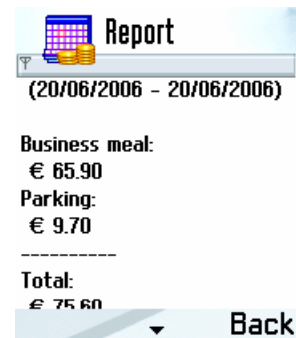 Report
(20/06/2006 - 20/06/2006)
Business meal:
€ 65.90
Parking:
€ 9.70
----------
Total:
€ 75.60
Back